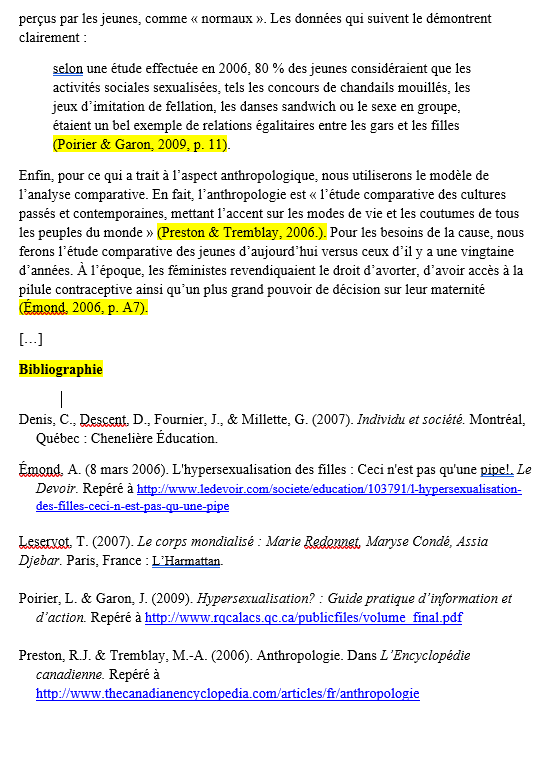 perçus par les jeunes, comme « normaux ». Les données qui suivent le démontrent
clairement :
selon une étude effectuée en 2006, 80 % des jeunes considéraient que les
activités sociales sexualisées, tels les concours de chandails mouillés, les
jeux d'imitation de fellation, les danses sandwich ou le sexe en groupe,
étaient un bel exemple de relations égalitaires entre les gars et les filles
(Poirier & Garon, 2009, p. 11).
Enfin, pour ce qui a trait à l'aspect anthropologique, nous utiliserons le modèle de
l'analyse comparative. En fait, l'anthropologie est « l'étude comparative des cultures
passés et contemporaines, mettant l'accent sur les modes de vie et les coutumes de tous
les peuples du monde » (Preston & Tremblay, 2006.). Pour les besoins de la cause, nous
ferons l'étude comparative des jeunes d'aujourd'hui versus ceux d'il y a une vingtaine
d'années. À l'époque, les féministes revendiquaient le droit d'avorter, d'avoir accès à la
pilule contraceptive ainsi qu'un plus grand pouvoir de décision sur leur maternité
(Émond, 2006, p. A7).
[…]
Bibliographie
Denis, C., Descent, D., Fournier, J., & Millette, G. (2007). Individu et société. Montréal,
Québec : Chenelière Éducation.
Émond, A. (8 mars 2006). L'hypersexualisation des filles : Ceci n'est pas qu'une pipe!. Le
Devoir. Repéré à http://www.ledevoir.com/societe/education/103791/l-hypersexualisation-
des-filles-ceci-n-est-pas-qu-une-pipe
Leservot, T. (2007). Le corps mondialisé : Marie Redonnet, Maryse Condé, Assia
Djebar. Paris, France : L'Harmattan.
Poirier, L. & Garon, J. (2009). Hypersexualisation? : Guide pratique d'information et
d'action. Repéré à http://www.rqcalacs.qc.ca/publicfiles/volume_final.pdf
Preston, R.J. & Tremblay, M.-A. (2006). Anthropologie. Dans L'Encyclopédie
canadienne. Repéré à
http://www.thecanadianencyclopedia.com/articles/fr/anthropologie